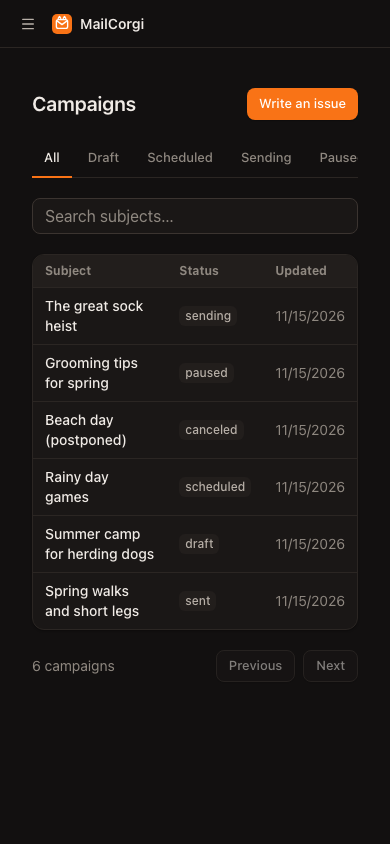 MailCorgi
Campaigns
Write an issue
All Draft Scheduled Sending Pause
Search subjects...
Subject Status Updated
The great sock
heist
sending
11/15/2026
Grooming tips
for spring
paused
11/15/2026
Beach day
(postponed)
canceled
11/15/2026
Rainy day
games
scheduled
11/15/2026
Summer camp
for herding dogs
draft
11/15/2026
Spring walks
and short legs
sent
11/15/2026
6 campaigns
Previous
Next